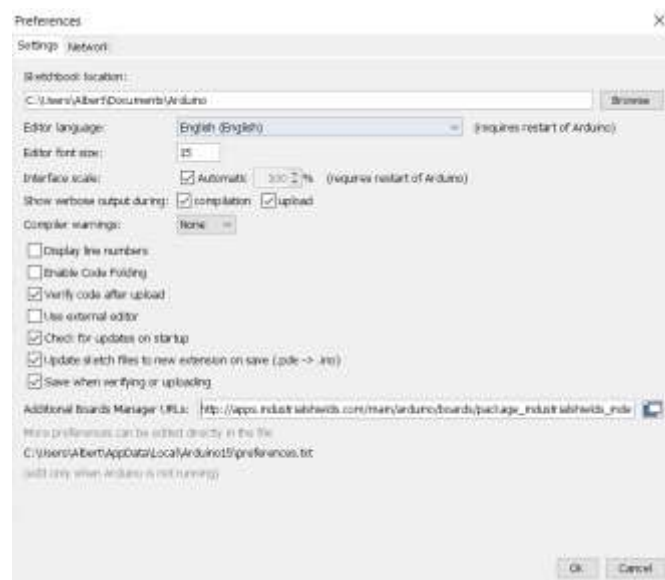 Preferences
Settings Network
Sketchbook location:
C:\Users\Albert\Documents\Arduino Browse
Editor language: English (English) (requires restart of Arduino)
Editor font size: 15
Interface scale: Automatic 100 % (requires restart of Arduino)
Show verbose output during: compilation upload
Compiler warnings: None
Display line numbers
Enable Code Folding
Verify code after upload
Use external editor
Check for updates on startup
Update sketch files to new extension on save (.pde -> .ino)
Save when verifying or uploading
Additional Boards Manager URLs: http://apps.industrialshields.com/main/arduino/boards/package_industrialshields_inde
More preferences can be edited directly in the file
C:\Users\Albert\AppData\Local\Arduino15\preferences.txt
(edit only when Arduino is not running)
OK Cancel